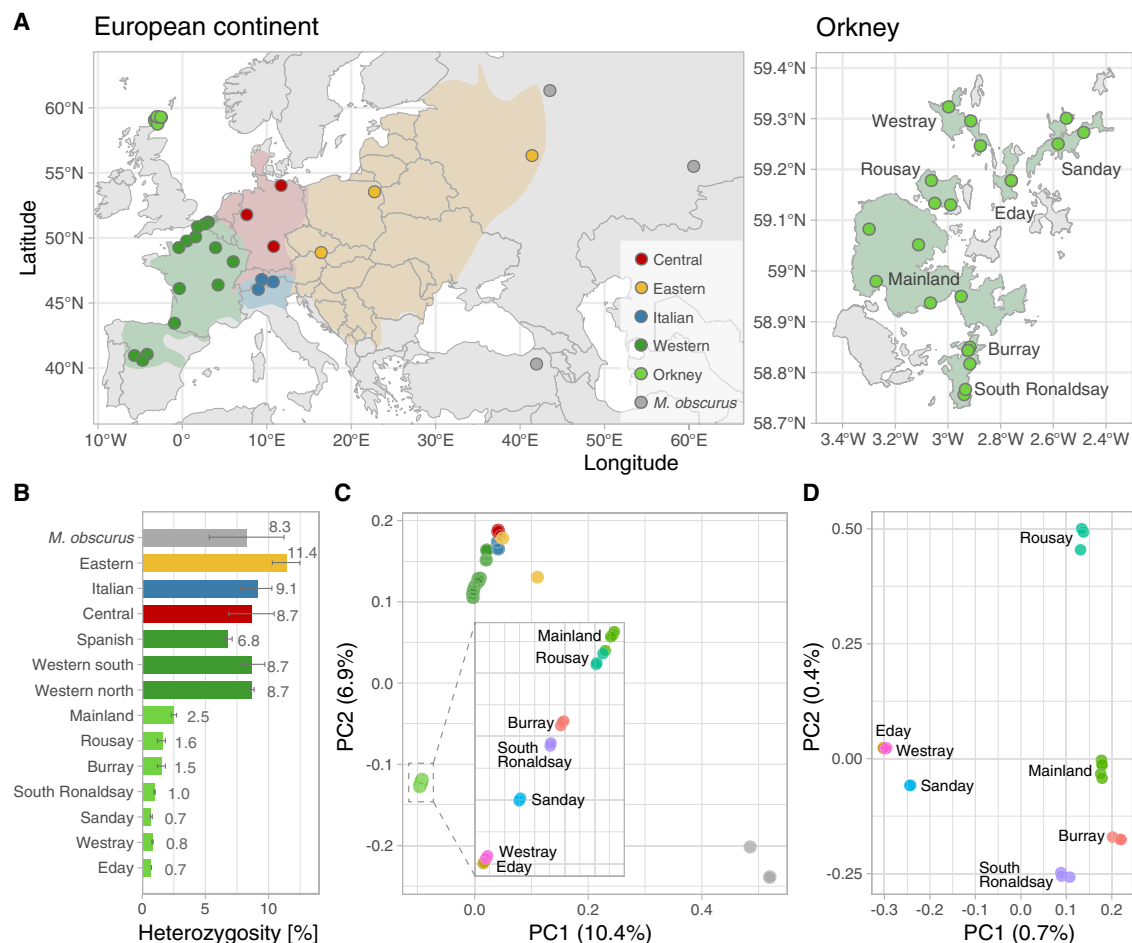 A
European continent
Orkney
60°N
55°N
50°N
45°N
40°N
Latitude
10°W
0°
10°E
20°E
30°E
40°E
50°E
60°E
Longitude
Central
Eastern
Italian
Western
Orkney
M. obscurus
59.4°N
59.3°N
59.2°N
59.1°N
59°N
58.9°N
58.8°N
58.7°N
3.4°W
3.2°W
3°W
2.8°W
2.6°W
2.4°W
Westray
Rousay
Sanday
Eday
Mainland
Burray
South Ronaldsay
B
M. obscurus
8.3
Eastern
11.4
Italian
9.1
Central
8.7
Spanish
6.8
Western south
8.7
Western north
8.7
Mainland
2.5
Rousay
1.6
Burray
1.5
South Ronaldsay
1.0
Sanday
0.7
Westray
0.8
Eday
0.7
0
5
10
Heterozygosity [%]
C
0.2
0.1
0.0
-0.1
-0.2
PC2 (6.9%)
Mainland
Rousay
Burray
South
Ronaldsay
Sanday
Westray
Eday
0.0
0.2
0.4
PC1 (10.4%)
D
0.50
0.25
0.00
-0.25
PC2 (0.4%)
Rousay
Eday
Westray
Sanday
Mainland
Burray
South
Ronaldsay
-0.3
-0.2
-0.1
0.0
0.1
0.2
PC1 (0.7%)